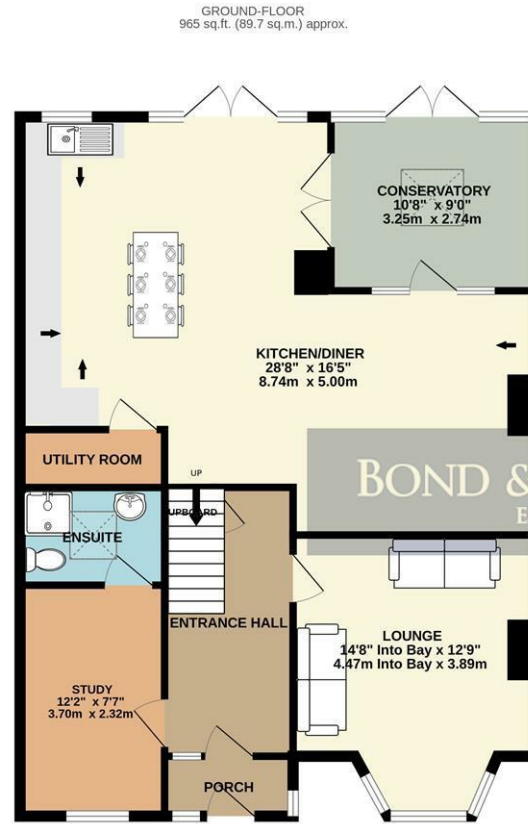 GROUND-FLOOR
965 sq.ft. (89.7 sq.m.) approx.
CONSERVATORY
10'8" x 9'0"
3.25m x 2.74m
KITCHEN/DINER
28'8" x 16'5"
8.74m x 5.00m
UTILITY ROOM
UP
BOND &
E
UPBOARD
ENSUITE
ENTRANCE HALL
LOUNGE
14'8" Into Bay x 12'9"
4.47m Into Bay x 3.89m
STUDY
12'2" x 7'7"
3.70m x 2.32m
PORCH